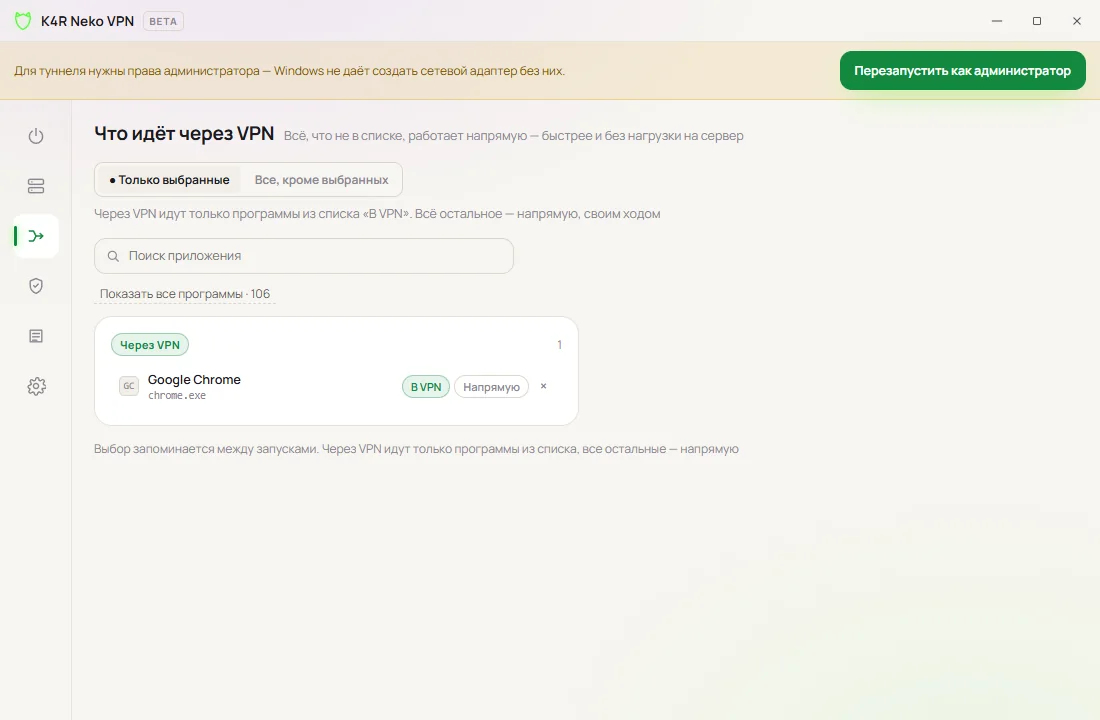 K4R Neko VPN BETA
Для туннеля нужны права администратора — Windows не даёт создать сетевой адаптер без них.
Перезапустить как администратор
Что идёт через VPN Всё, что не в списке, работает напрямую — быстрее и без нагрузки на сервер
● Только выбранные Все, кроме выбранных
Через VPN идут только программы из списка «В VPN». Всё остальное — напрямую, своим ходом
Поиск приложения
Показать все программы · 106
Через VPN 1
GC Google Chrome
chrome.exe
В VPN Напрямую ×
Выбор запоминается между запусками. Через VPN идут только программы из списка, все остальные — напрямую